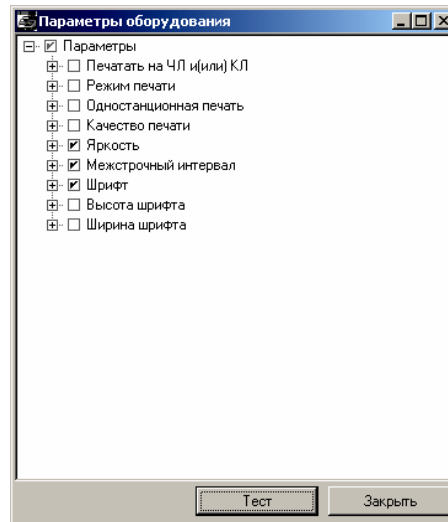 Параметры оборудования
Параметры
Печатать на ЧЛ и(или) КЛ
Режим печати
Одностанционная печать
Качество печати
Яркость
Межстрочный интервал
Шрифт
Высота шрифта
Ширина шрифта
Тест
Закрыть